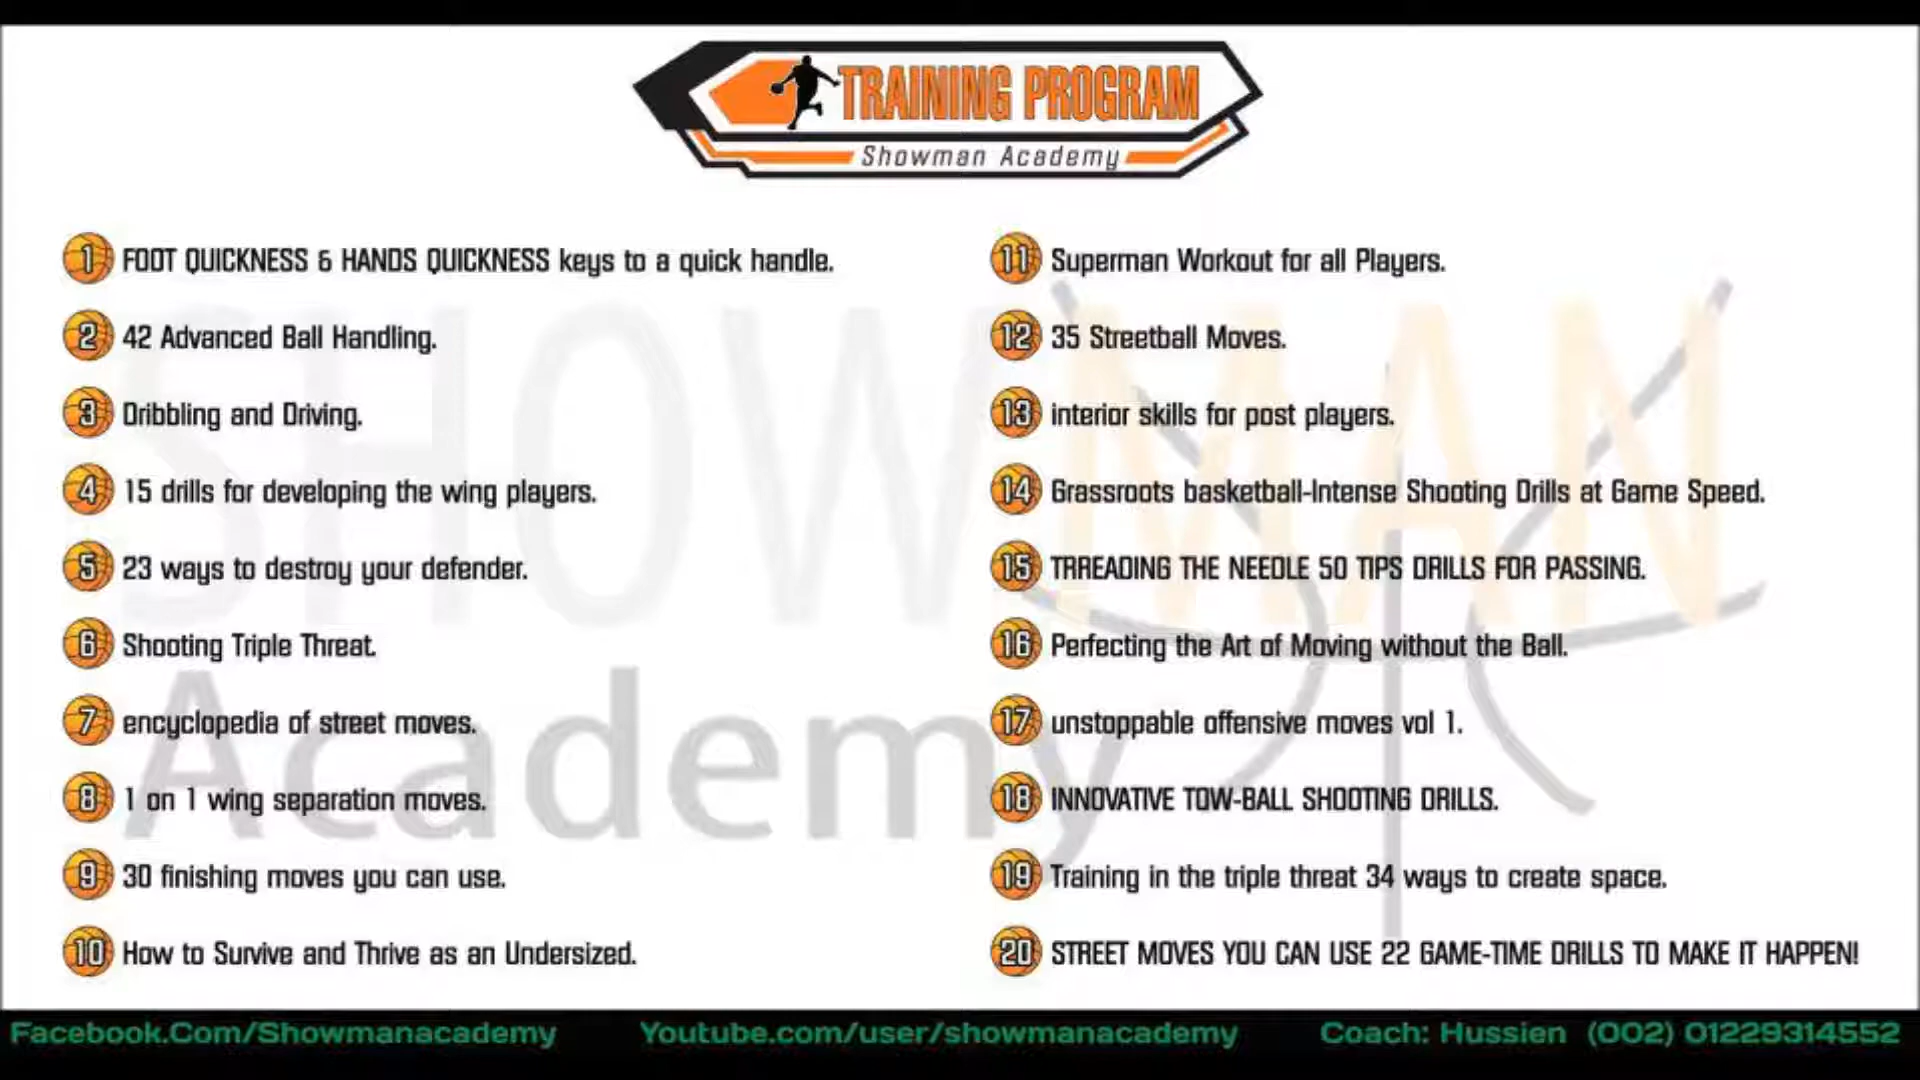 TRAINING PROGRAM
Showman Academy
1 FOOT QUICKNESS & HANDS QUICKNESS keys to a quick handle.
2 42 Advanced Ball Handling.
3 Dribbling and Driving.
4 15 drills for developing the wing players.
5 23 ways to destroy your defender.
6 Shooting Triple Threat.
7 encyclopedia of street moves.
8 1 on 1 wing separation moves.
9 30 finishing moves you can use.
10 How to Survive and Thrive as an Undersized.
11 Superman Workout for all Players.
12 35 Streetball Moves.
13 interior skills for post players.
14 Grassroots basketball-Intense Shooting Drills at Game Speed.
15 TRREADING THE NEEDLE 50 TIPS DRILLS FOR PASSING.
16 Perfecting the Art of Moving without the Ball.
17 unstoppable offensive moves vol 1.
18 INNOVATIVE TOW-BALL SHOOTING DRILLS.
19 Training in the triple threat 34 ways to create space.
20 STREET MOVES YOU CAN USE 22 GAME-TIME DRILLS TO MAKE IT HAPPEN!
SHOWMAN
Academy
Facebook.Com/Showmanacademy Youtube.com/user/showmanacademy Coach: Hussien (002) 01229314552